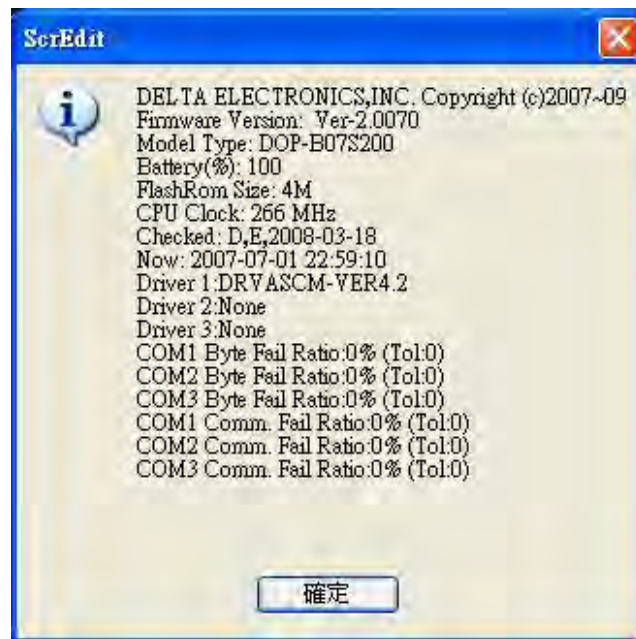 ScrEdit
DELTA ELECTRONICS,INC. Copyright (c)2007~09
Firmware Version: Ver-2.0070
Model Type: DOP-B07S200
Battery(%): 100
FlashRom Size: 4M
CPU Clock: 266 MHz
Checked: D,E,2008-03-18
Now: 2007-07-01 22:59:10
Driver 1:DRVASCM-VER4.2
Driver 2:None
Driver 3:None
COM1 Byte Fail Ratio:0% (Tol:0)
COM2 Byte Fail Ratio:0% (Tol:0)
COM3 Byte Fail Ratio:0% (Tol:0)
COM1 Comm. Fail Ratio:0% (Tol:0)
COM2 Comm. Fail Ratio:0% (Tol:0)
COM3 Comm. Fail Ratio:0% (Tol:0)
確定